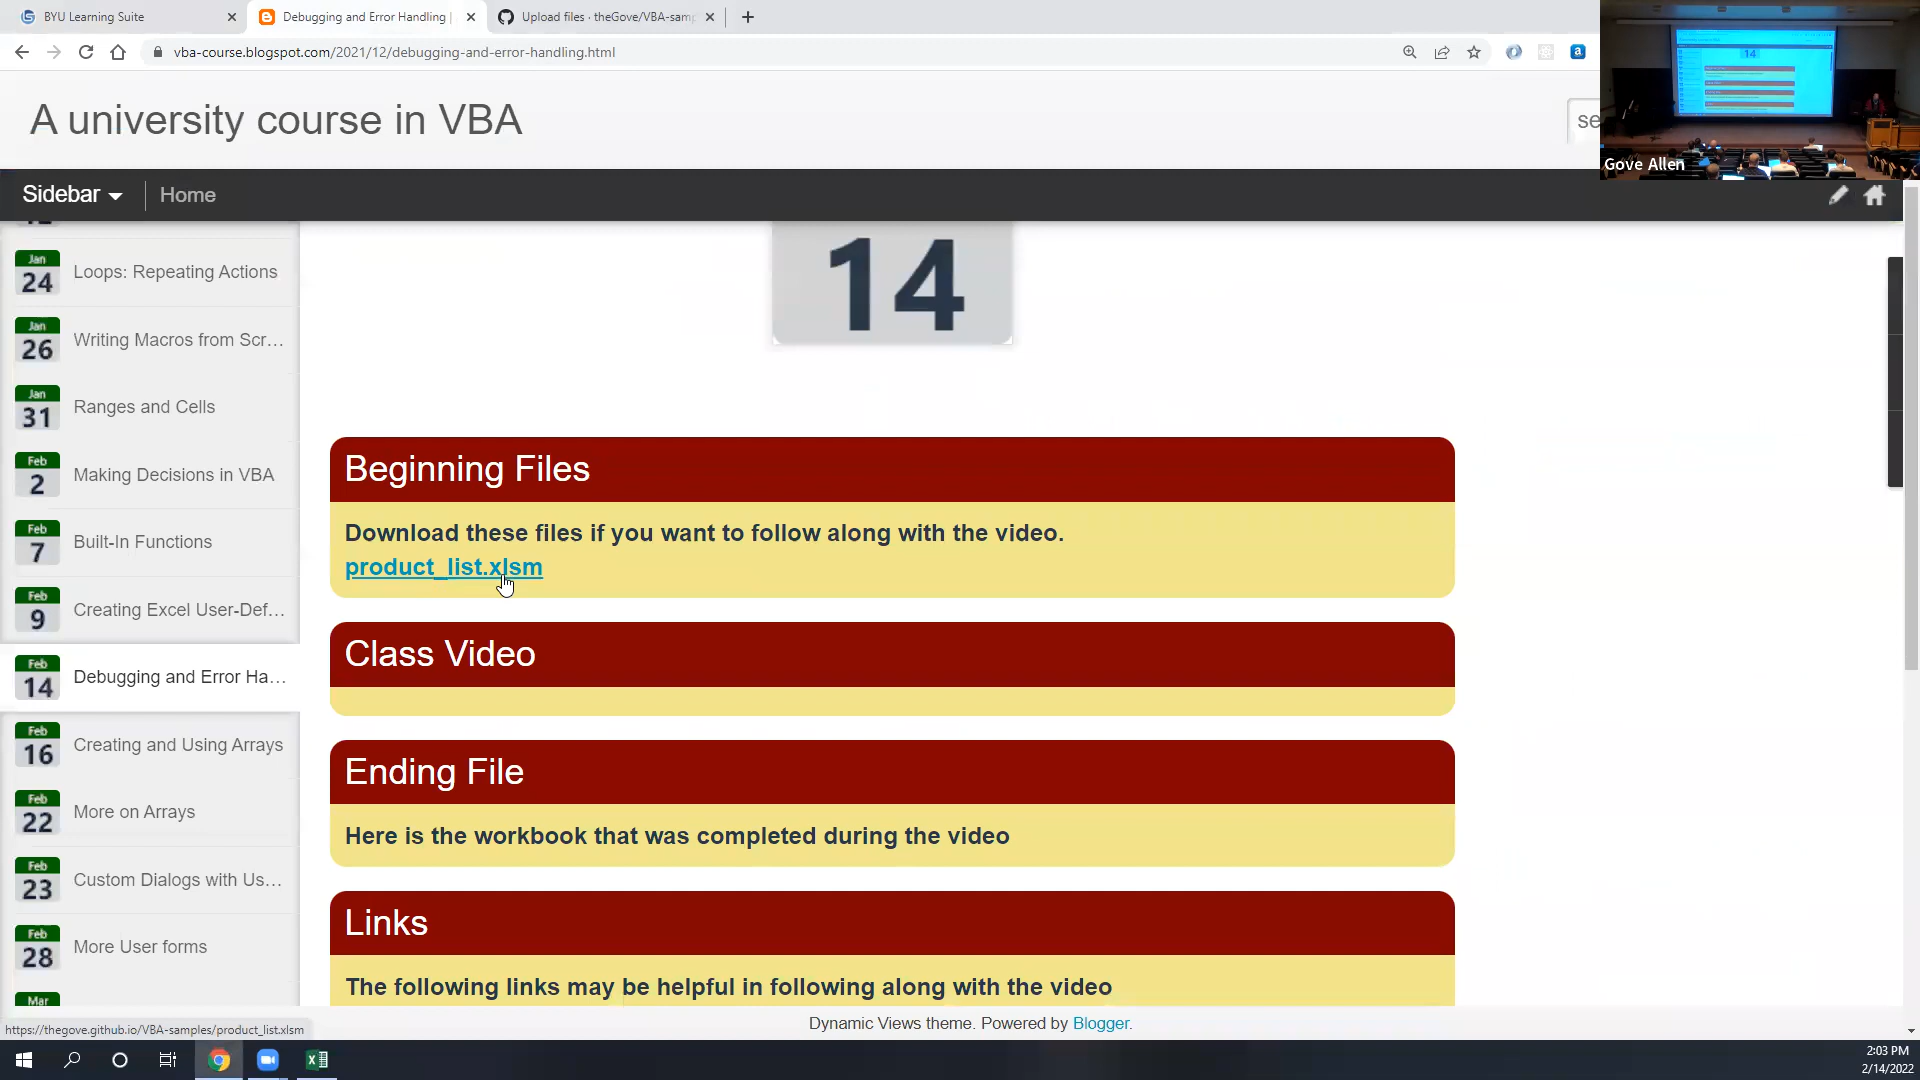 BYU Learning Suite
Debugging and Error Handling |
Upload files · theGove/VBA-sam
vba-course.blogspot.com/2021/12/debugging-and-error-handling.html
A university course in VBA
se
Gove Allen
14
Sidebar
Home
12
Jan
24
Loops: Repeating Actions
Jan
26
Writing Macros from Scr...
Jan
31
Ranges and Cells
Feb
2
Making Decisions in VBA
Feb
7
Built-In Functions
Feb
9
Creating Excel User-Def...
Feb
14
Debugging and Error Ha...
Feb
16
Creating and Using Arrays
Feb
22
More on Arrays
Feb
23
Custom Dialogs with Us...
Feb
28
More User forms
Mar
14
Beginning Files
Download these files if you want to follow along with the video.
product_list.xlsm
Class Video
Ending File
Here is the workbook that was completed during the video
Links
The following links may be helpful in following along with the video
https://thegove.github.io/VBA-samples/product_list.xlsm
Dynamic Views theme. Powered by Blogger.
2:03 PM
2/14/2022